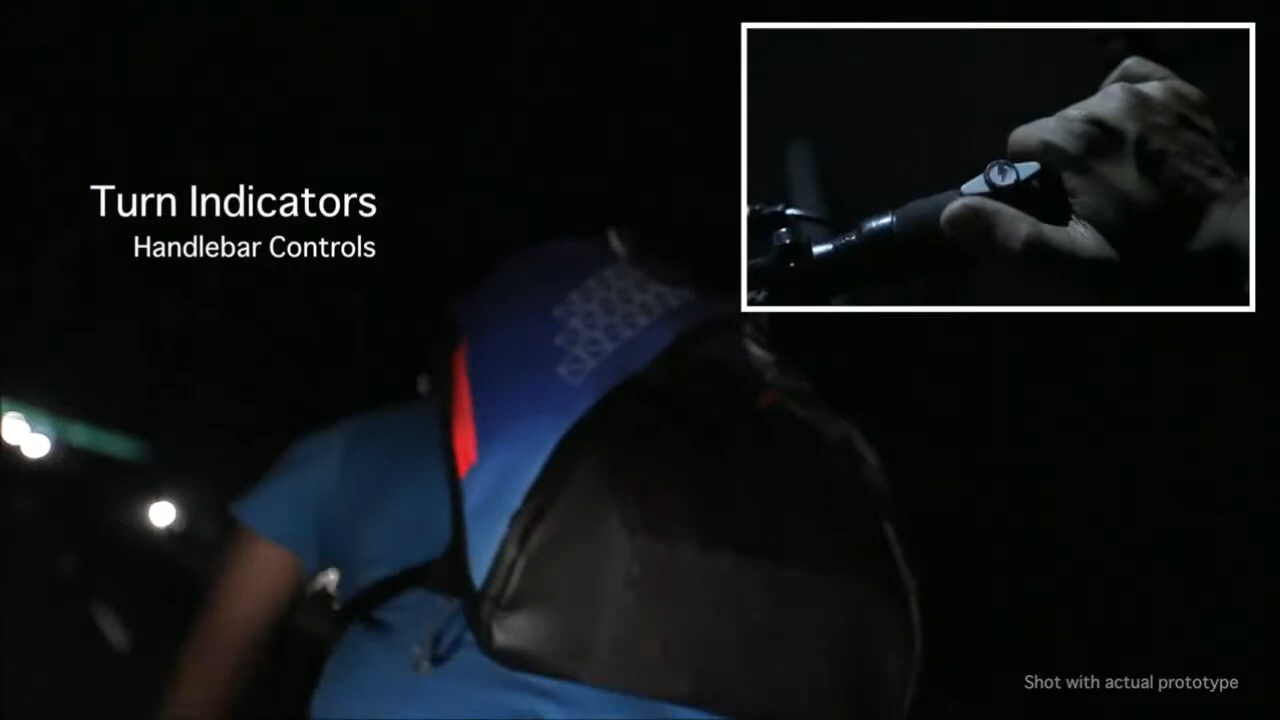 Turn Indicators
Handlebar Controls
Shot with actual prototype